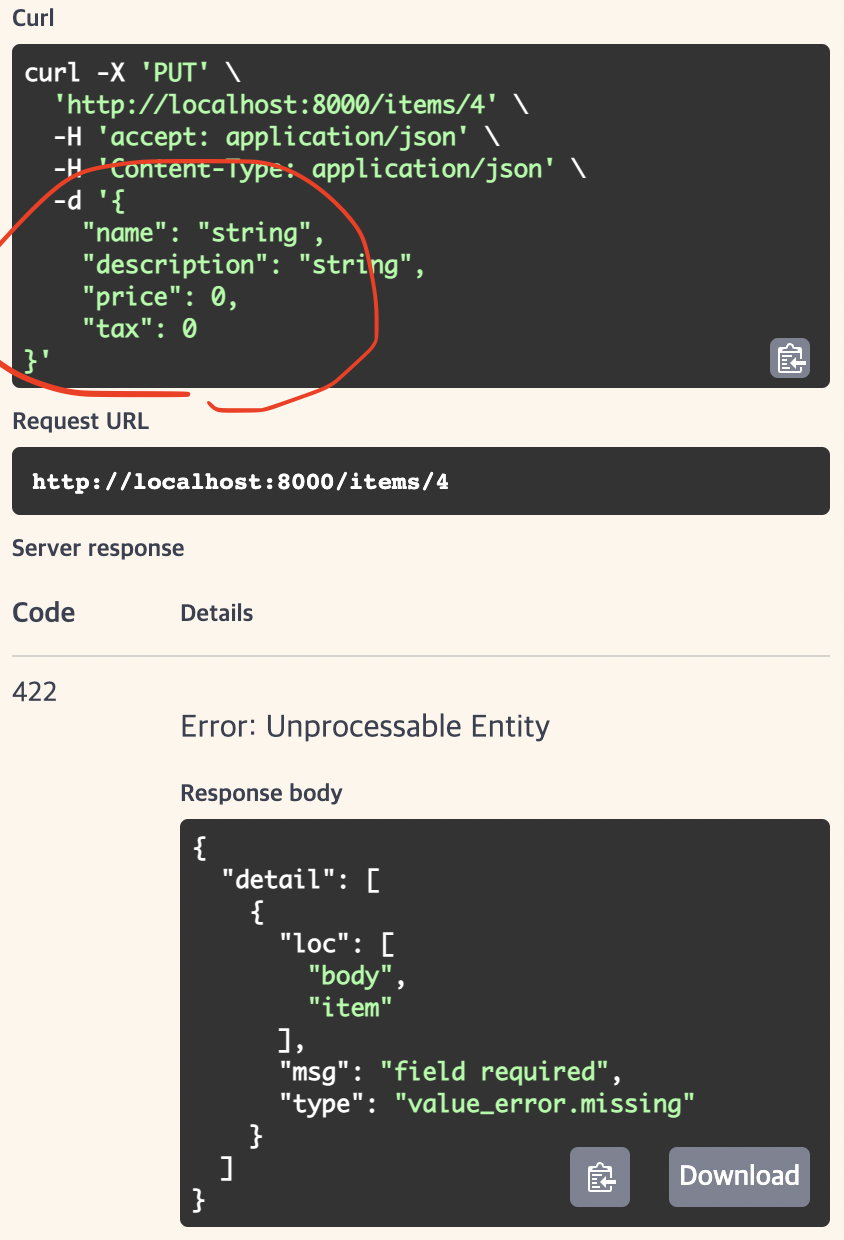 Curl
curl -X 'PUT' \
'http://localhost:8000/items/4' \
-H 'accept: application/json' \
-H 'Content-Type: application/json' \
-d '{
"name": "string",
"description": "string",
"price": 0,
"tax": 0
}'
Request URL
http://localhost:8000/items/4
Server response
Code Details
422
Error: Unprocessable Entity
Response body
{
"detail": [
{
"loc": [
"body",
"item"
],
"msg": "field required",
"type": "value_error.missing"
}
]
}
Download